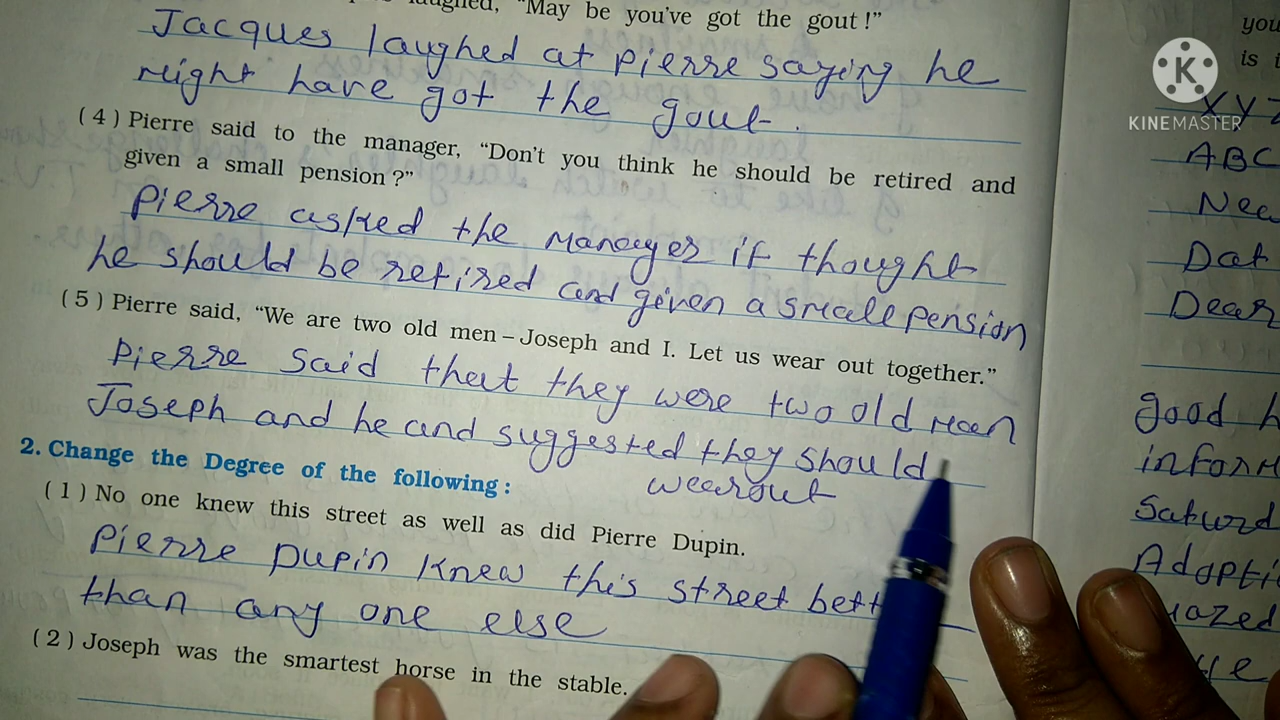 laughed, "May be you've got the gout !"
Jacques laughed at Pierre saying he
might have got the gout.
( 4 ) Pierre said to the manager, "Don't you think he should be retired and
given a small pension ?"
Pierre asked the Manager if thought
he should be retired and given a small pension
( 5 ) Pierre said, "We are two old men – Joseph and I. Let us wear out together."
Pierre said that they were two old men
Joseph and he and suggested they should
wearout
2. Change the Degree of the following :
( 1 ) No one knew this street as well as did Pierre Dupin.
Pierre Dupin knew this street bett
than any one else
( 2 ) Joseph was the smartest horse in the stable.
you
is
KINEMASTER
XYZ
ABC
Nea
Dat
Dear
good h
inform
Saturd
Adopti